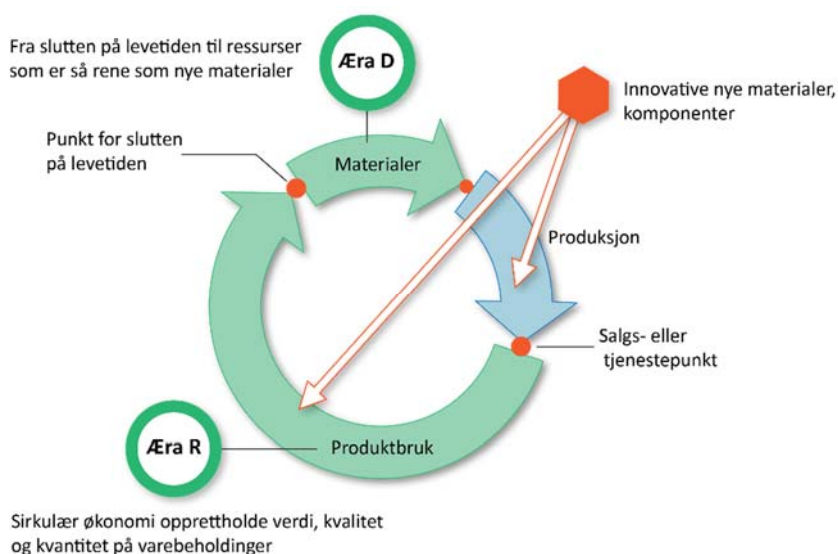 Fra slutten på levetiden til ressurser
som er så rene som nye materialer
Æra D
Innovative nye materialer,
komponenter
Punkt for slutten
på levetiden
Materialer
Produksjon
Salgs- eller
tjenestepunkt
Æra R
Produktbruk
Sirkulær økonomi opprettholde verdi, kvalitet
og kvantitet på varebeholdinger